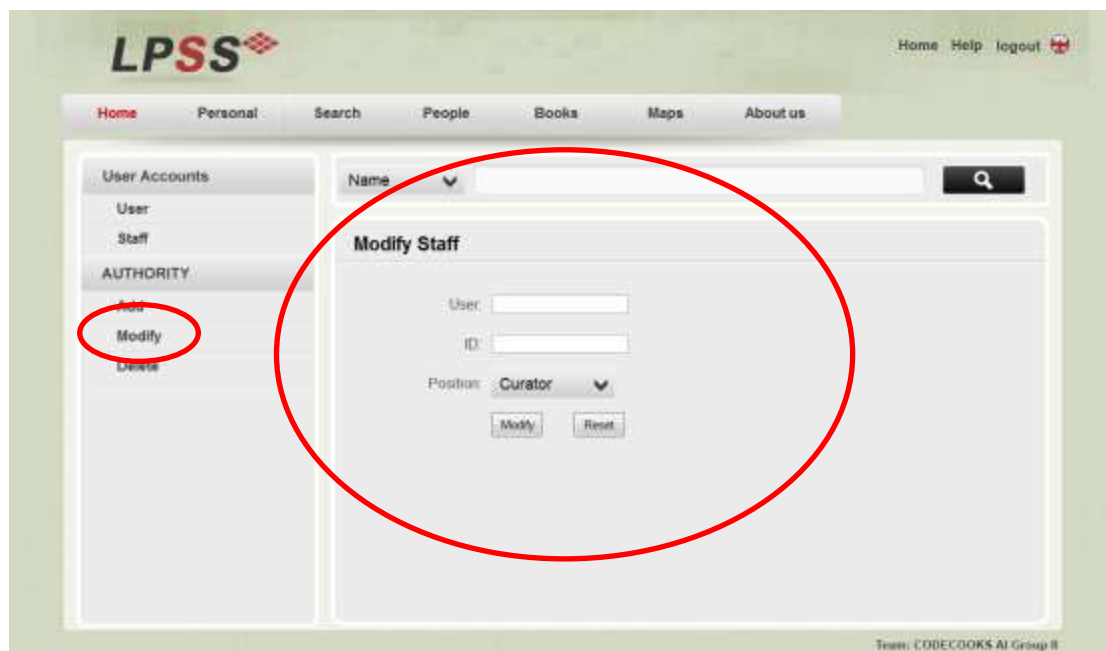 LPSS
Home Help logout
Home Personal Search People Books Maps About us
User Accounts
User
Staff
AUTHORITY
Add
Modify
Delete
Name
Modify Staff
User:
ID:
Position: Curator
Modify Reset
Team: CODECOOKS AI Group II